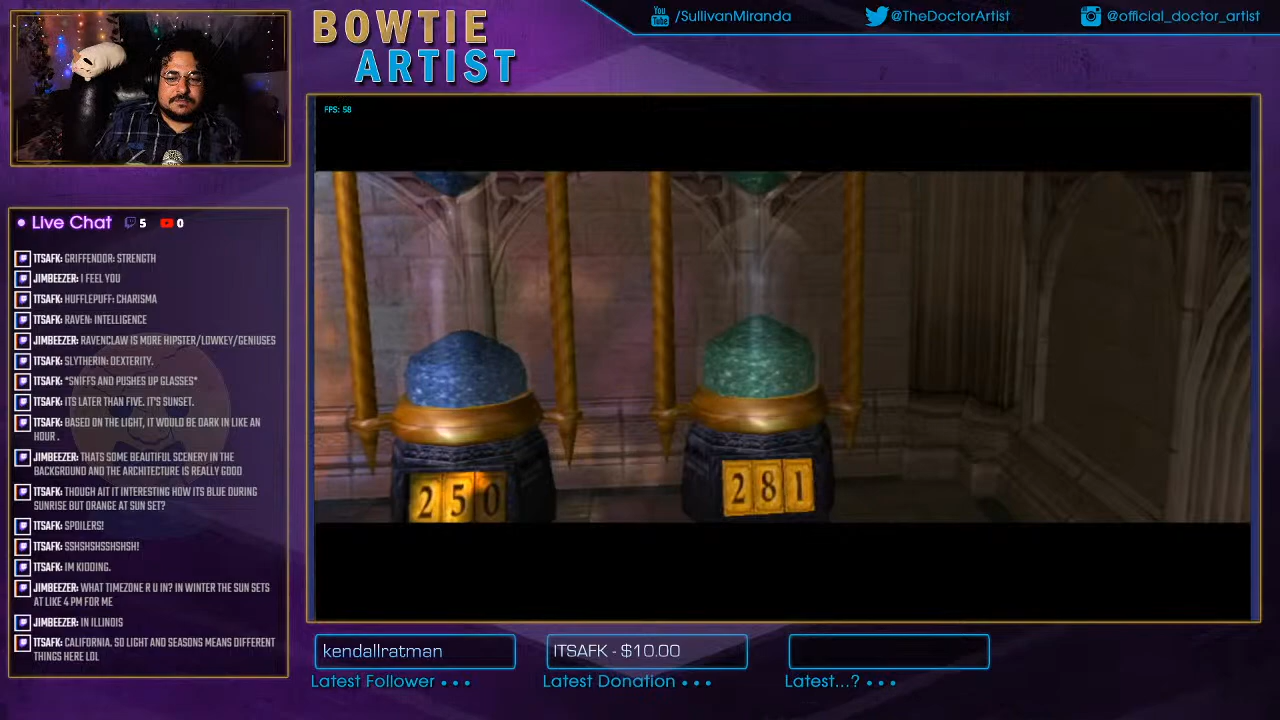 BOWTIE
ARTIST
You Tube /SullivanMiranda
@TheDoctorArtist
@official_doctor_artist
FPS: 58
Live Chat 5 0
ITSAFK: GRIFFENDOR: STRENGTH
JIMBEEZER: I FEEL YOU
ITSAFK: HUFFLEPUFF: CHARISMA
ITSAFK: RAVEN: INTELLIGENCE
JIMBEEZER: RAVENCLAW IS MORE HIPSTER/LOWKEY/GENIUSES
ITSAFK: SLYTHERIN: DEXTERITY.
ITSAFK: *SNIFFS AND PUSHES UP GLASSES*
ITSAFK: ITS LATER THAN FIVE. IT'S SUNSET.
ITSAFK: BASED ON THE LIGHT, IT WOULD BE DARK IN LIKE AN
HOUR .
JIMBEEZER: THATS SOME BEAUTIFUL SCENERY IN THE
BACKGROUND AND THE ARCHITECTURE IS REALLY GOOD
ITSAFK: THOUGH AIT IT INTERESTING HOW ITS BLUE DURING
SUNRISE BUT ORANGE AT SUN SET?
ITSAFK: SPOILERS!
ITSAFK: SSHSHSHSSHSHSH!
ITSAFK: IM KIDDING.
JIMBEEZER: WHAT TIMEZONE R U IN? IN WINTER THE SUN SETS
AT LIKE 4 PM FOR ME
JIMBEEZER: IN ILLINOIS
ITSAFK: CALIFORNIA. SO LIGHT AND SEASONS MEANS DIFFERENT
THINGS HERE LOL
250
281
kendallratman
Latest Follower • • •
ITSAFK - $10.00
Latest Donation • • •
Latest...? • • •